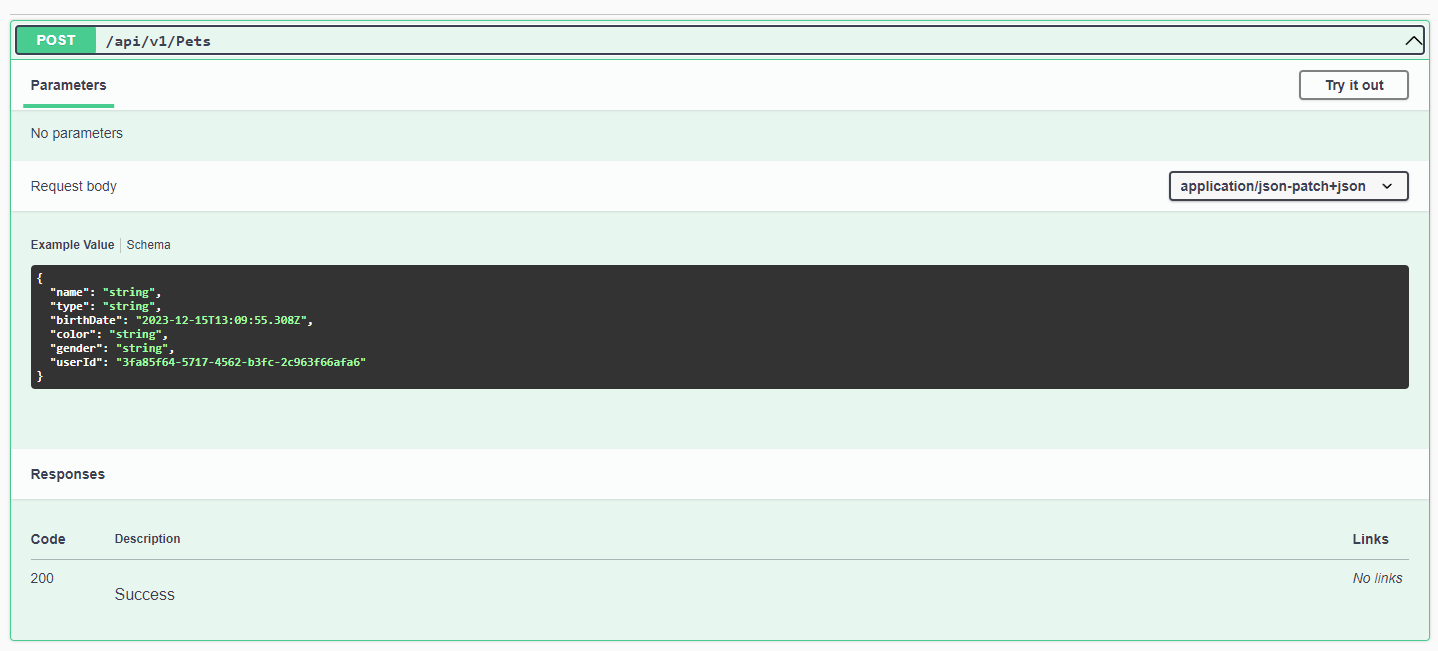 POST /api/v1/Pets
Parameters Try it out
No parameters
Request body application/json-patch+json
Example Value Schema
{
  "name": "string",
  "type": "string",
  "birthDate": "2023-12-15T13:09:55.308Z",
  "color": "string",
  "gender": "string",
  "userId": "3fa85f64-5717-4562-b3fc-2c963f66afa6"
}
Responses
Code Description Links
200 Success No links